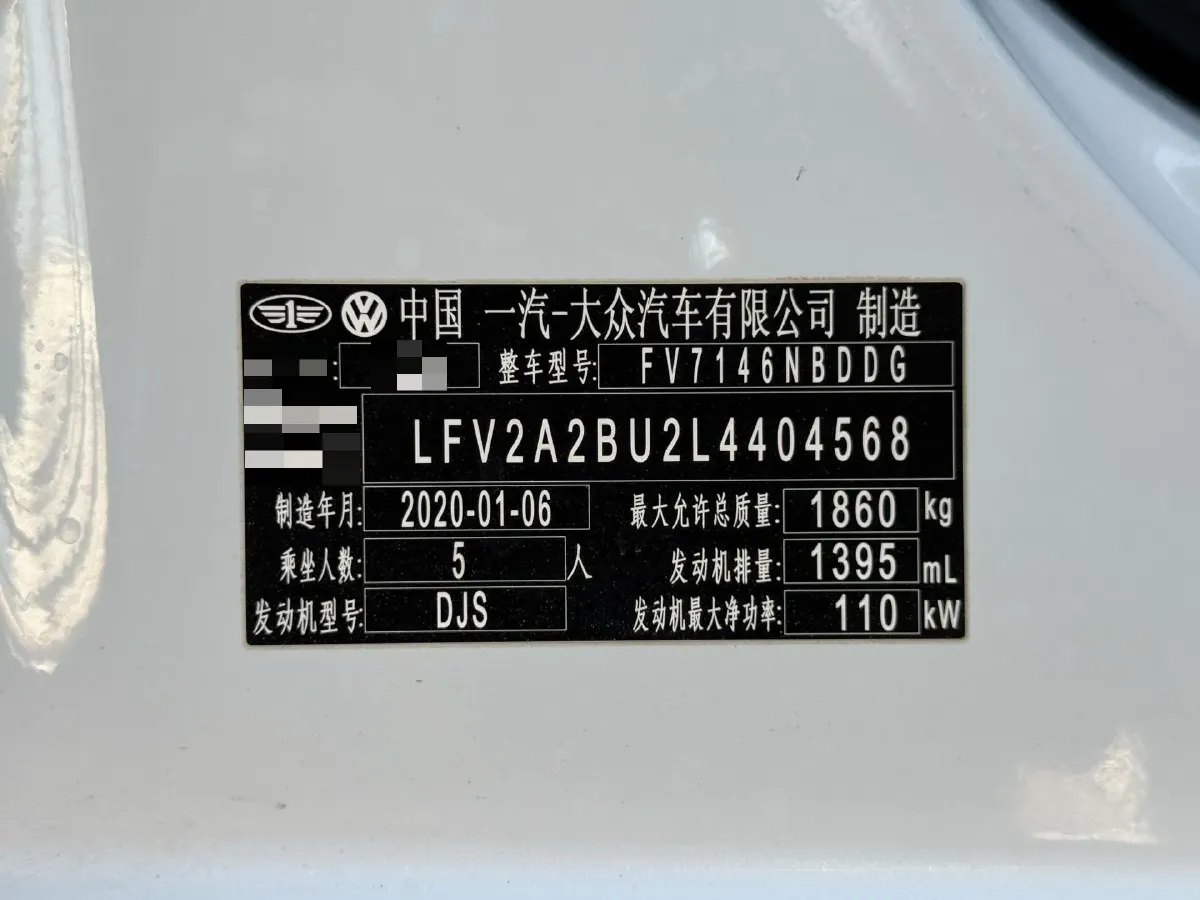 中国 一汽-大众汽车有限公司 制造
: 整车型号: FV7146NBDDG
LFV2A2BU2L4404568
制造年月: 2020-01-06 最大允许总质量: 1860 kg
乘坐人数: 5 人 发动机排量: 1395 mL
发动机型号: DJS 发动机最大净功率: 110 kW